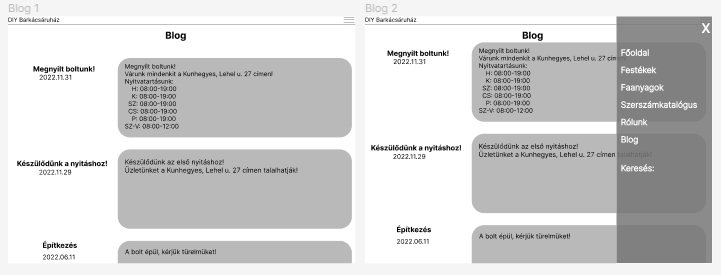 Blog 1
DIY Barkácsáruház
Blog
Megnyílt boltunk!
2022.11.31
Megnyílt boltunk!
Várunk mindenkit a Kunhegyes, Lehel u. 27 címen!
Nyitvatartásunk:
H: 08:00-19:00
K: 08:00-19:00
SZ: 08:00-19:00
CS: 08:00-19:00
P: 08:00-19:00
SZ-V: 08:00-12:00
Készülődünk a nyitáshoz!
2022.11.29
Készülődünk az első nyitáshoz!
Üzletünket a Kunhegyes, Lehel u. 27 címen találhatják!
Építkezés
2022.06.11
A bolt épül, kérjük türelmüket!
Blog 2
DIY Barkácsáruház
Blog
Megnyílt boltunk!
2022.11.31
Megnyílt boltunk!
Várunk mindenkit a Kunhegyes, Lehel u. 27 címen!
Nyitvatartásunk:
H: 08:00-19:00
K: 08:00-19:00
SZ: 08:00-19:00
CS: 08:00-19:00
P: 08:00-19:00
SZ-V: 08:00-12:00
Készülődünk a nyitáshoz!
2022.11.29
Készülődünk az első nyitáshoz!
Üzletünket a Kunhegyes, Lehel u. 27 címen találhatják!
Építkezés
2022.06.11
A bolt épül, kérjük türelmüket!
X
Főoldal
Festékek
Faanyagok
Szerszámkatalógus
Rólunk
Blog
Keresés: